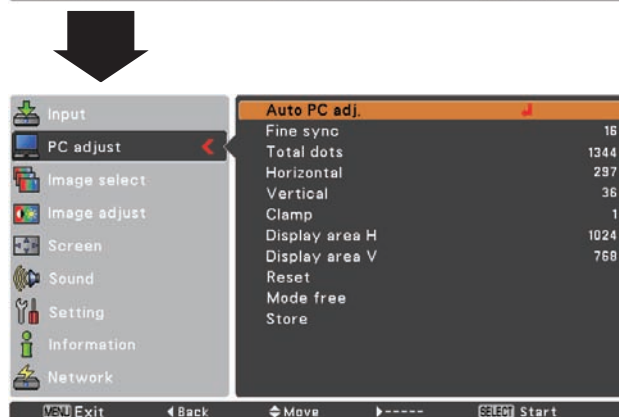 Input
PC adjust
Image select
Image adjust
Screen
Sound
Setting
Information
Network
Auto PC adj.
Fine sync 16
Total dots 1344
Horizontal 297
Vertical 36
Clamp 1
Display area H 1024
Display area V 768
Reset
Mode free
Store
MENU Exit ◀Back Move ▶----- SELECT Start